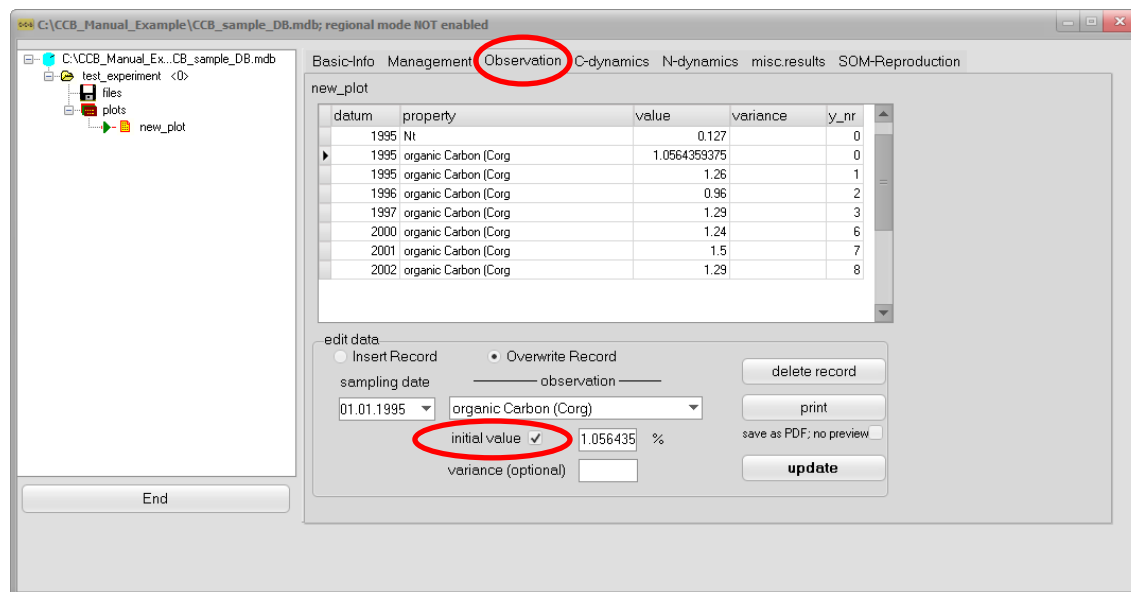 C:\CCB_Manual_Example\CCB_sample_DB.mdb; regional mode NOT enabled
C:\CCB_Manual_Ex...CB_sample_DB.mdb
test_experiment <0>
files
plots
new_plot
End
Basic-Info Management Observation C-dynamics N-dynamics misc.results SOM-Reproduction
new_plot
datum property value variance y_nr
1995 Nt 0.127 0
1995 organic Carbon (Corg 1.0564359375 0
1995 organic Carbon (Corg 1.26 1
1996 organic Carbon (Corg 0.96 2
1997 organic Carbon (Corg 1.29 3
2000 organic Carbon (Corg 1.24 6
2001 organic Carbon (Corg 1.5 7
2002 organic Carbon (Corg 1.29 8
edit data
Insert Record Overwrite Record
sampling date observation
01.01.1995 organic Carbon (Corg)
initial value 1.056435 %
variance (optional)
delete record
print
save as PDF; no preview
update